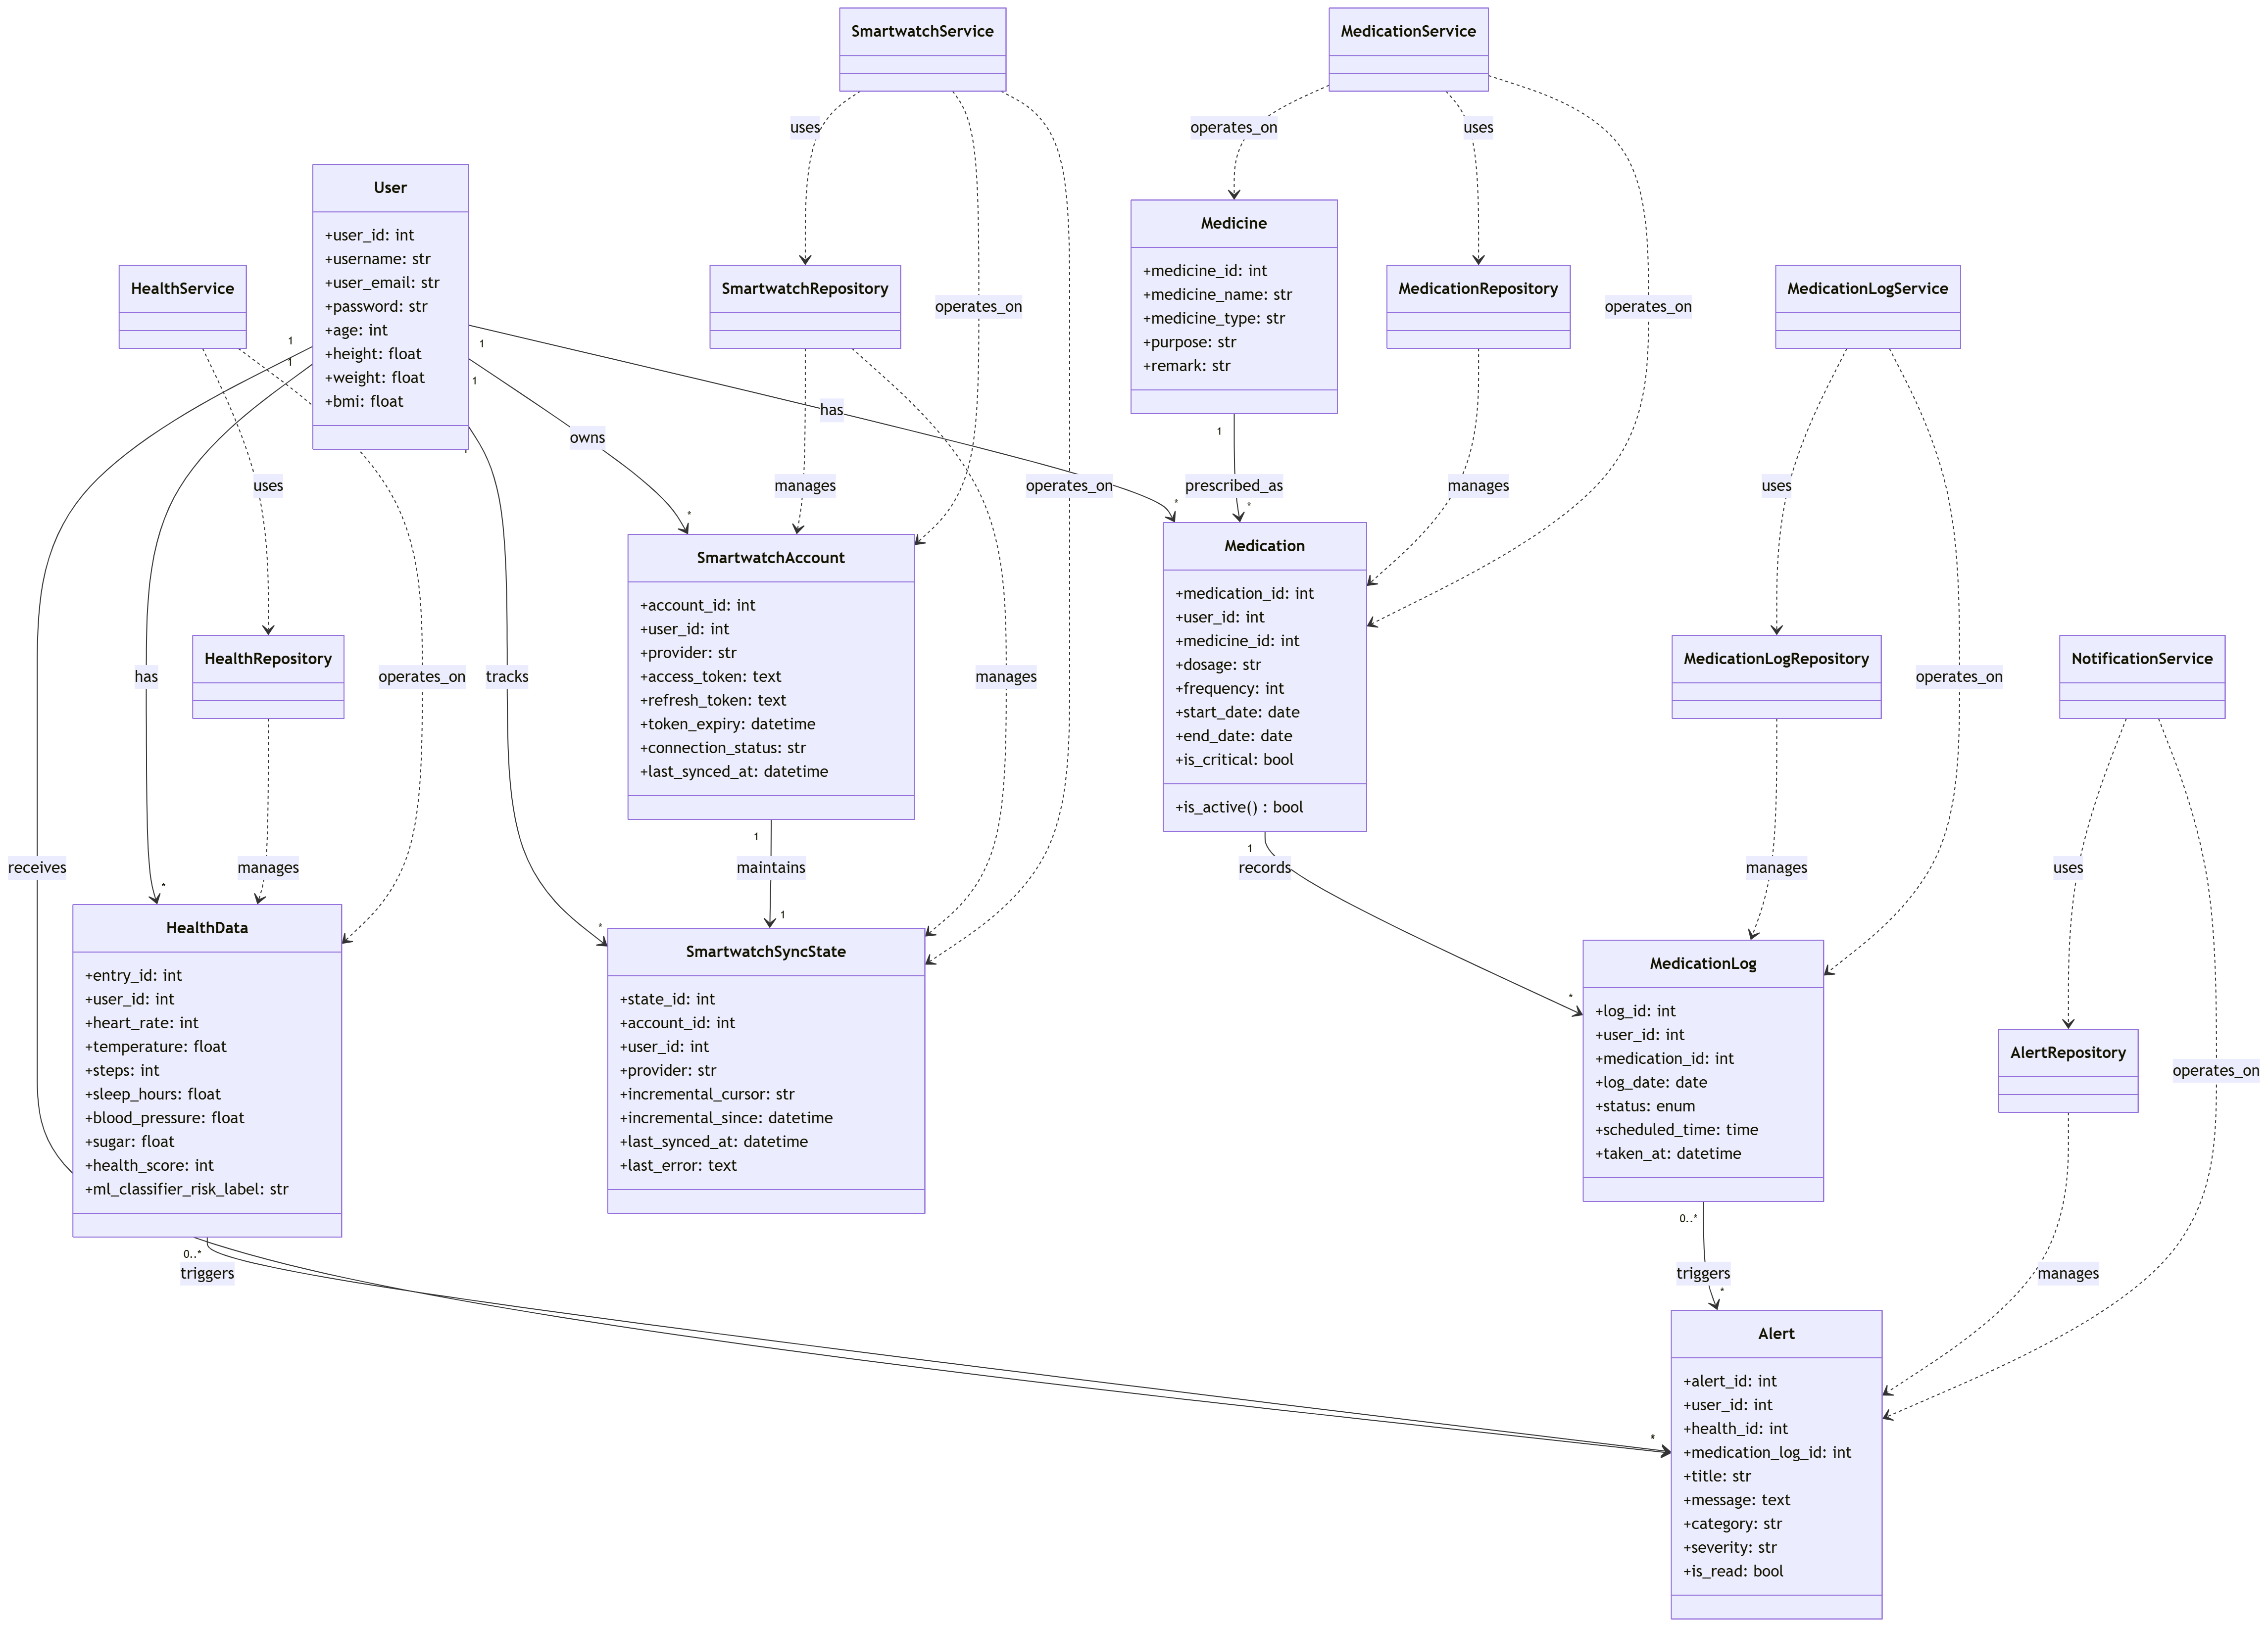 SmartwatchService
MedicationService
uses
operates_on
uses
User
+user_id: int
+username: str
+user_email: str
+password: str
+age: int
+height: float
+weight: float
+bmi: float
Medicine
+medicine_id: int
+medicine_name: str
+medicine_type: str
+purpose: str
+remark: str
HealthService
SmartwatchRepository
operates_on
MedicationRepository
operates_on
MedicationLogService
1
1
1
1
has
owns
1
uses
manages
operates_on
prescribed_as
manages
uses
*
*
*
SmartwatchAccount
+account_id: int
+user_id: int
+provider: str
+access_token: text
+refresh_token: text
+token_expiry: datetime
+connection_status: str
+last_synced_at: datetime
Medication
+medication_id: int
+user_id: int
+medicine_id: int
+dosage: str
+frequency: int
+start_date: date
+end_date: date
+is_critical: bool
+is_active() : bool
has
HealthRepository
operates_on
tracks
manages
MedicationLogRepository
operates_on
NotificationService
receives
manages
1
maintains
1
records
manages
uses
*
*
1
*
HealthData
+entry_id: int
+user_id: int
+heart_rate: int
+temperature: float
+steps: int
+sleep_hours: float
+blood_pressure: float
+sugar: float
+health_score: int
+ml_classifier_risk_label: str
SmartwatchSyncState
+state_id: int
+account_id: int
+user_id: int
+provider: str
+incremental_cursor: str
+incremental_since: datetime
+last_synced_at: datetime
+last_error: text
MedicationLog
+log_id: int
+user_id: int
+medication_id: int
+log_date: date
+status: enum
+scheduled_time: time
+taken_at: datetime
AlertRepository
operates_on
0..*
triggers
0..*
triggers
*
manages
*
Alert
+alert_id: int
+user_id: int
+health_id: int
+medication_log_id: int
+title: str
+message: text
+category: str
+severity: str
+is_read: bool